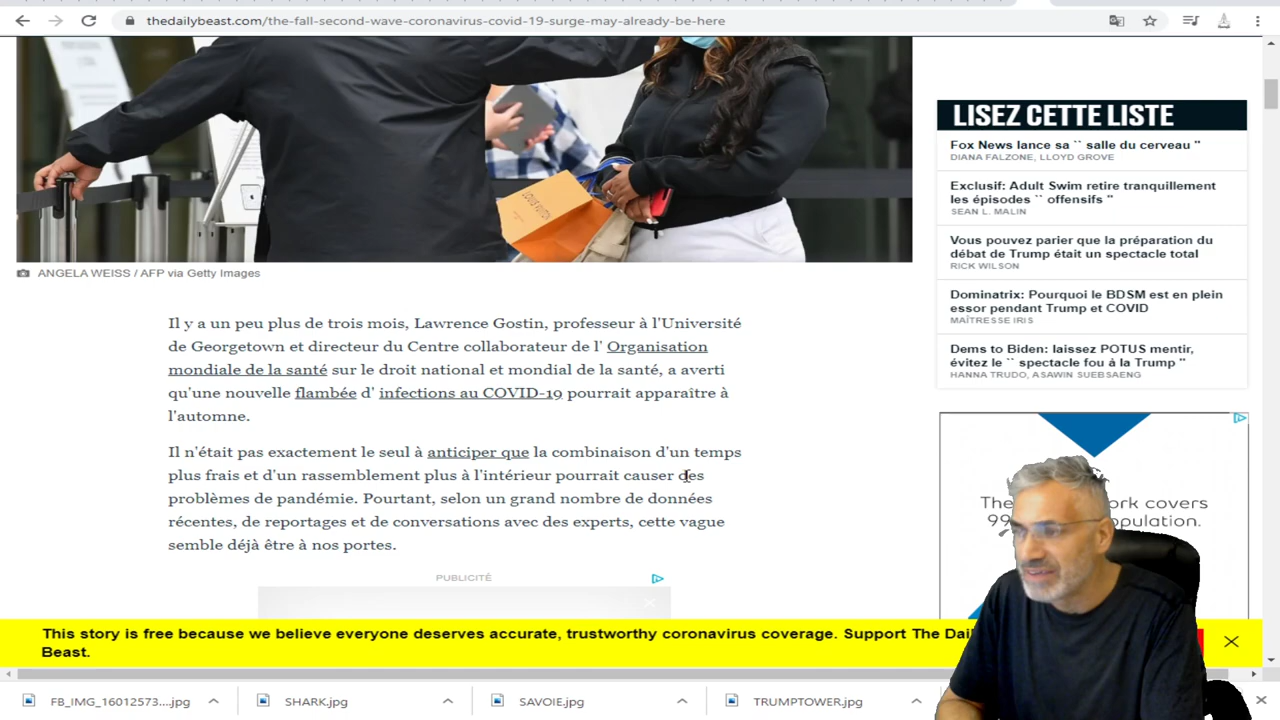 thedailybeast.com/the-fall-second-wave-coronavirus-covid-19-surge-may-already-be-here
ANGELA WEISS / AFP via Getty Images
Il y a un peu plus de trois mois, Lawrence Gostin, professeur à l'Université
de Georgetown et directeur du Centre collaborateur de l' Organisation
mondiale de la santé sur le droit national et mondial de la santé, a averti
qu'une nouvelle flambée d' infections au COVID-19 pourrait apparaître à
l'automne.
Il n'était pas exactement le seul à anticiper que la combinaison d'un temps
plus frais et d'un rassemblement plus à l'intérieur pourrait causer des
problèmes de pandémie. Pourtant, selon un grand nombre de données
récentes, de reportages et de conversations avec des experts, cette vague
semble déjà être à nos portes.
PUBLICITÉ
LISEZ CETTE LISTE
Fox News lance sa `` salle du cerveau "
DIANA FALZONE, LLOYD GROVE
Exclusif: Adult Swim retire tranquillement
les épisodes `` offensifs "
SEAN L. MALIN
Vous pouvez parier que la préparation du
débat de Trump était un spectacle total
RICK WILSON
Dominatrix: Pourquoi le BDSM est en plein
essor pendant Trump et COVID
MAÎTRESSE IRIS
Dems to Biden: laissez POTUS mentir,
évitez le `` spectacle fou à la Trump "
HANNA TRUDO, ASAWIN SUEBSAENG
This story is free because we believe everyone deserves accurate, trustworthy coronavirus coverage. Support The
Beast.
FB_IMG_16012573....jpg
SHARK.jpg
SAVOIE.jpg
TRUMPTOWER.jpg